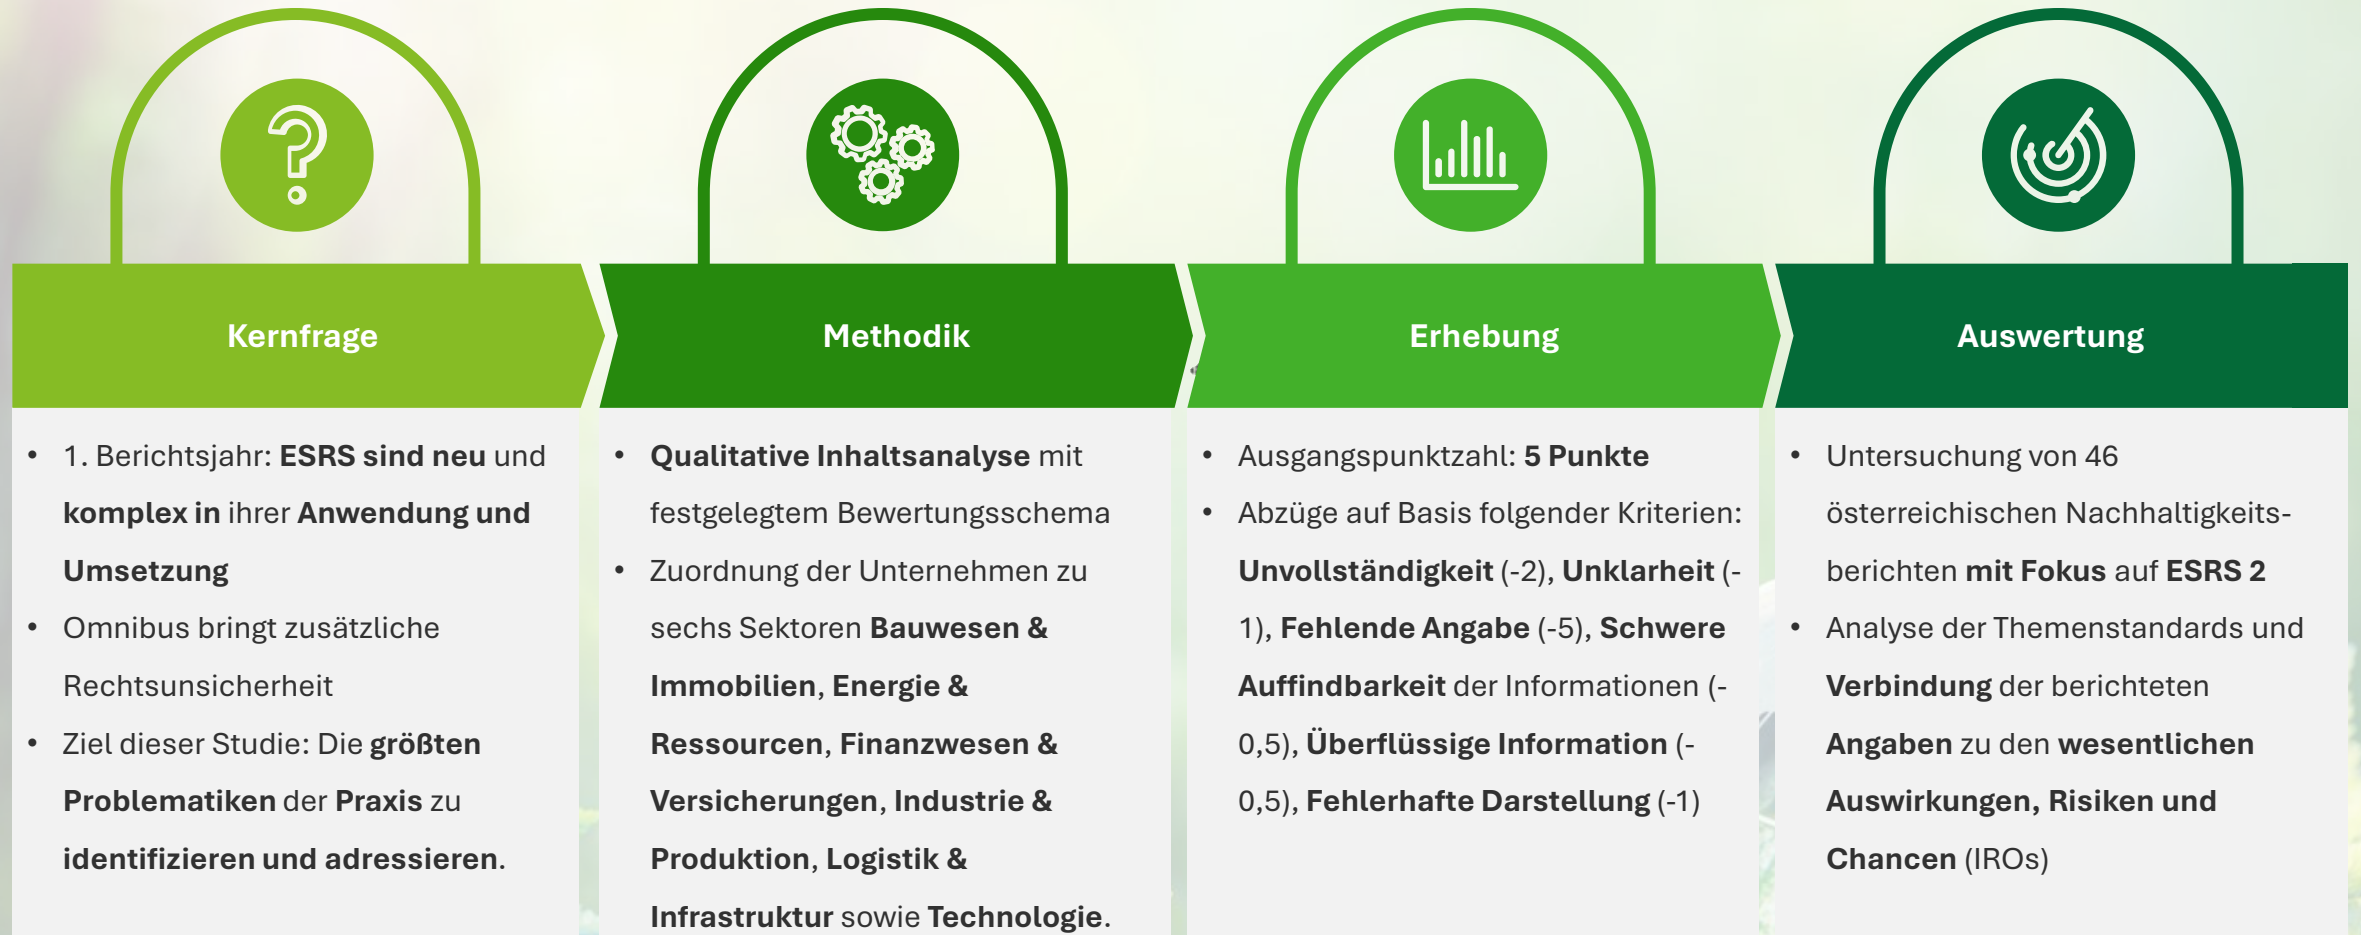 Kernfrage
• 1. Berichtsjahr: ESRS sind neu und
komplex in ihrer Anwendung und
Umsetzung
• Omnibus bringt zusätzliche
Rechtsunsicherheit
• Ziel dieser Studie: Die größten
Problematiken der Praxis zu
identifizieren und adressieren.
Methodik
• Qualitative Inhaltsanalyse mit
festgelegtem Bewertungsschema
• Zuordnung der Unternehmen zu
sechs Sektoren Bauwesen &
Immobilien, Energie &
Ressourcen, Finanzwesen &
Versicherungen, Industrie &
Produktion, Logistik &
Infrastruktur sowie Technologie.
Erhebung
• Ausgangspunktzahl: 5 Punkte
• Abzüge auf Basis folgender Kriterien:
Unvollständigkeit (-2), Unklarheit (-
1), Fehlende Angabe (-5), Schwere
Auffindbarkeit der Informationen (-
0,5), Überflüssige Information (-
0,5), Fehlerhafte Darstellung (-1)
Auswertung
• Untersuchung von 46
österreichischen Nachhaltigkeits-
berichten mit Fokus auf ESRS 2
• Analyse der Themenstandards und
Verbindung der berichteten
Angaben zu den wesentlichen
Auswirkungen, Risiken und
Chancen (IROs)